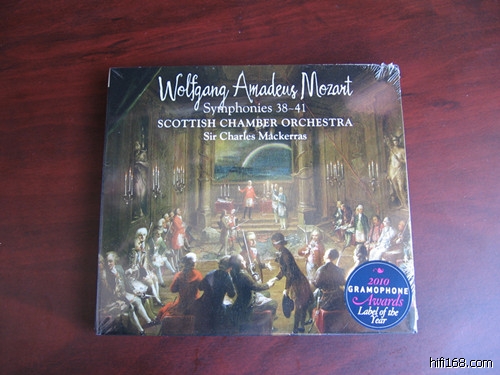 Wolfgang Amadeus Mozart
Symphonies 38–41
SCOTTISH CHAMBER ORCHESTRA
Sir Charles Mackerras
2010
GRAMOPHONE
Awards
Label of the
Year
hifi168.com